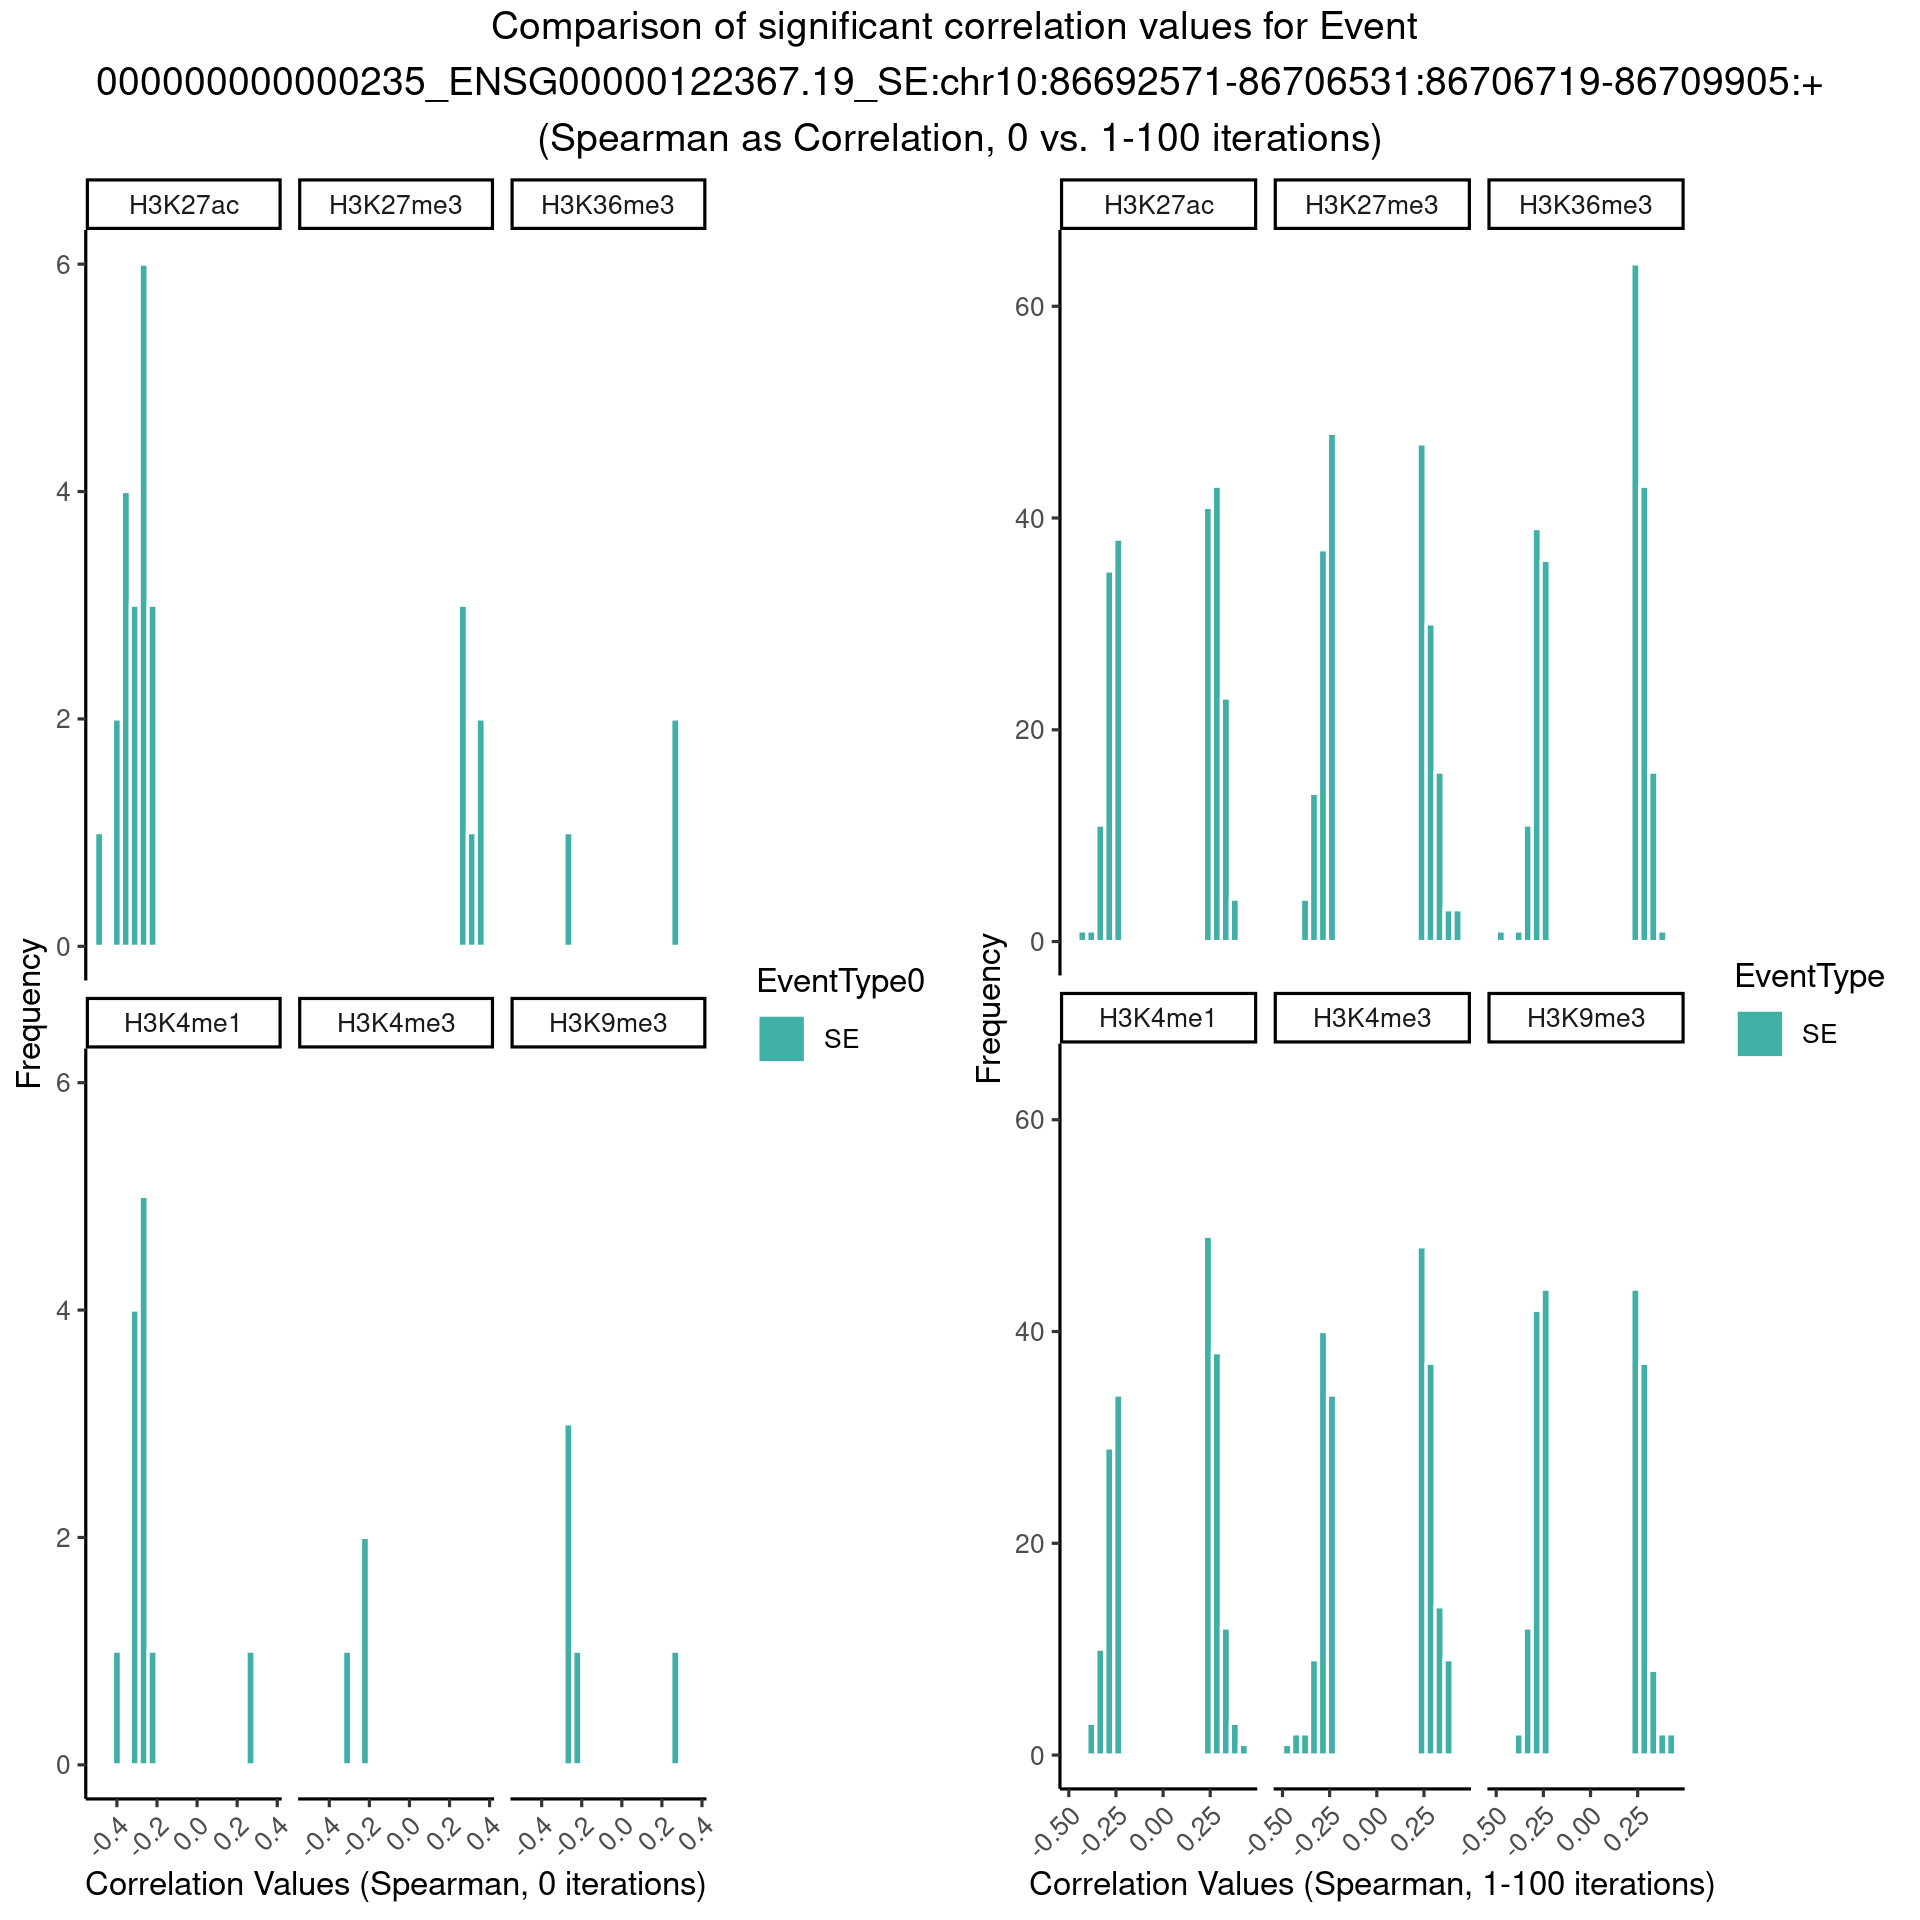 Comparison of significant correlation values for Event
000000000000235_ENSG00000122367.19_SE:chr10:86692571-86706531:86706719-86709905:+
(Spearman as Correlation, 0 vs. 1-100 iterations)
H3K27ac H3K27me3 H3K36me3
6
4
2
0
Frequency
H3K4me1 H3K4me3 H3K9me3
6
4
2
0
-0.4 -0.2 0.0 0.2 0.4 -0.4 -0.2 0.0 0.2 0.4 -0.4 -0.2 0.0 0.2 0.4
Correlation Values (Spearman, 0 iterations)
EventType0
SE
H3K27ac H3K27me3 H3K36me3
60
40
20
0
Frequency
H3K4me1 H3K4me3 H3K9me3
60
40
20
0
-0.50 -0.25 0.00 0.25 -0.50 -0.25 0.00 0.25 -0.50 -0.25 0.00 0.25
Correlation Values (Spearman, 1-100 iterations)
EventType
SE